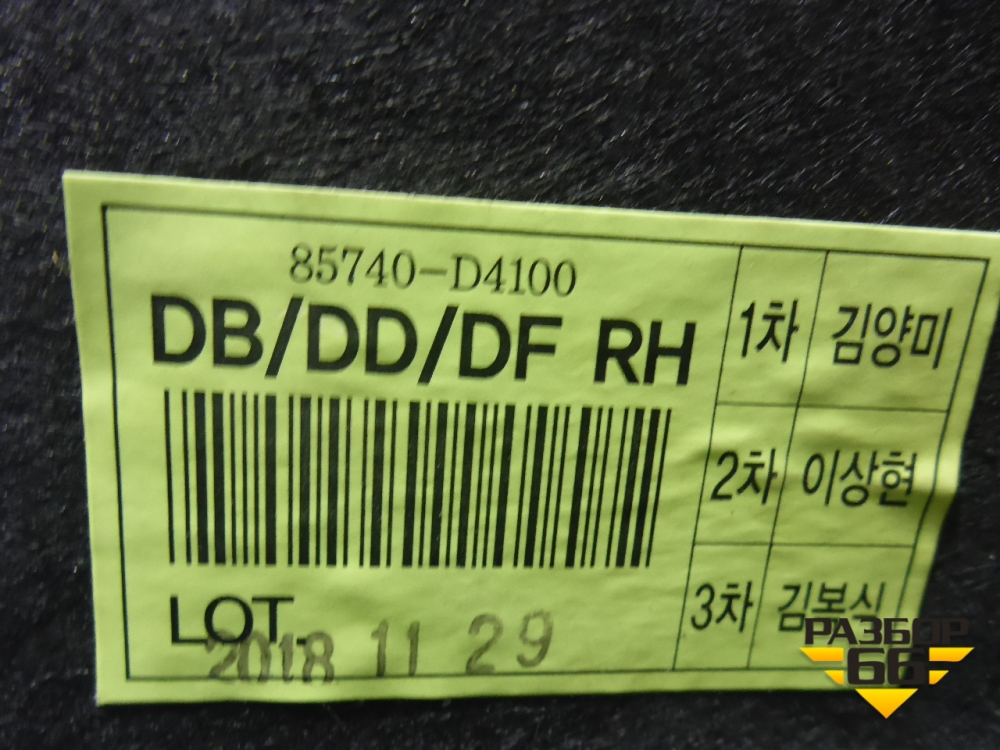 85740-D4100
DB/DD/DF RH
1차 김양미
2차 이상현
3차 김보신
LOT.
2018 11 29
РАЗБОР
66